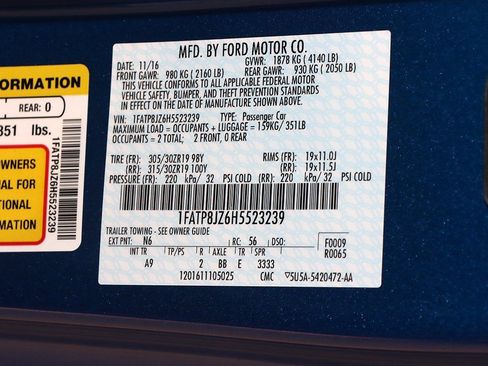 MFD. BY FORD MOTOR CO.
DATE: 11/16 GVWR: 1878 KG ( 4140 LB)
FRONT GAWR: 980 KG ( 2160 LB) REAR GAWR: 930 KG ( 2050 LB)
THIS VEHICLE CONFORMS TO ALL APPLICABLE FEDERAL MOTOR
VEHICLE SAFETY, BUMPER, AND THEFT PREVENTION STANDARDS
IN EFFECT ON THE DATE OF MANUFACTURE SHOWN ABOVE.
VIN: 1FATP8JZ6H5523239 TYPE: Passenger Car
MAXIMUM LOAD = OCCUPANTS + LUGGAGE = 159KG/ 351LB
OCCUPANTS = 2 TOTAL; 2 FRONT, 0 REAR
TIRE (FR): 305/30ZR19 98Y RIMS (FR): 19x11.0J
(RR): 315/30ZR19 100Y (RR): 19x11.5J
PRESSURE (FR): 220 kPa/ 32 PSI COLD (RR): 220 kPa/ 32 PSI COLD
1FATP8JZ6H5523239
TRAILER TOWING - SEE OWNER GUIDE
EXT PNT: N6 RC: 56 DSO: F0009
R0065
INT TR TP/PS R AXLE TR SPR
A9 2 BB E 3333
1201611105025 CMC 5U5A-5420472-AA
FORMATION
REAR: 0
351 lbs.
WNERS
UAL FOR
TIONAL
MATION
1FATP8JZ6H5523239